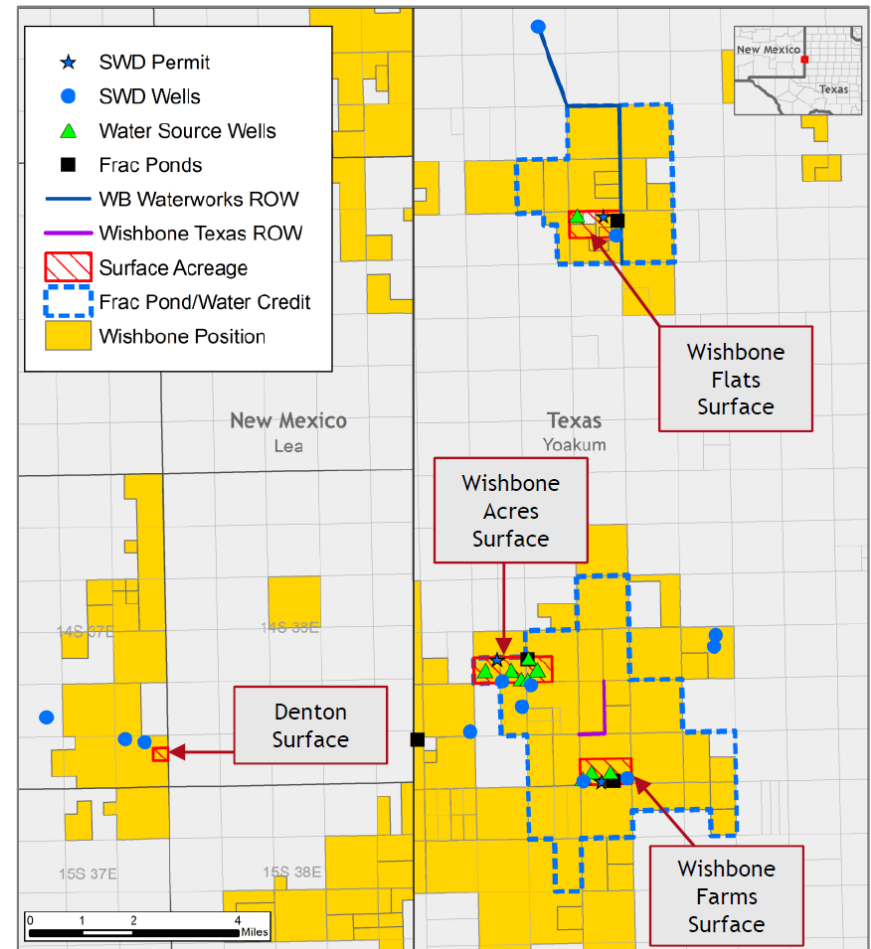 SWD Permit
SWD Wells
Water Source Wells
Frac Ponds
WB Waterworks ROW
Wishbone Texas ROW
Surface Acreage
Frac Pond/Water Credit
Wishbone Position
New Mexico
Texas
Wishbone
Flats
Surface
New Mexico
Lea
Texas
Yoakum
Wishbone
Acres
Surface
14S 37E
14S 38E
Denton
Surface
15S 37E
15S 38E
Wishbone
Farms
Surface
0 1 2 4
Miles